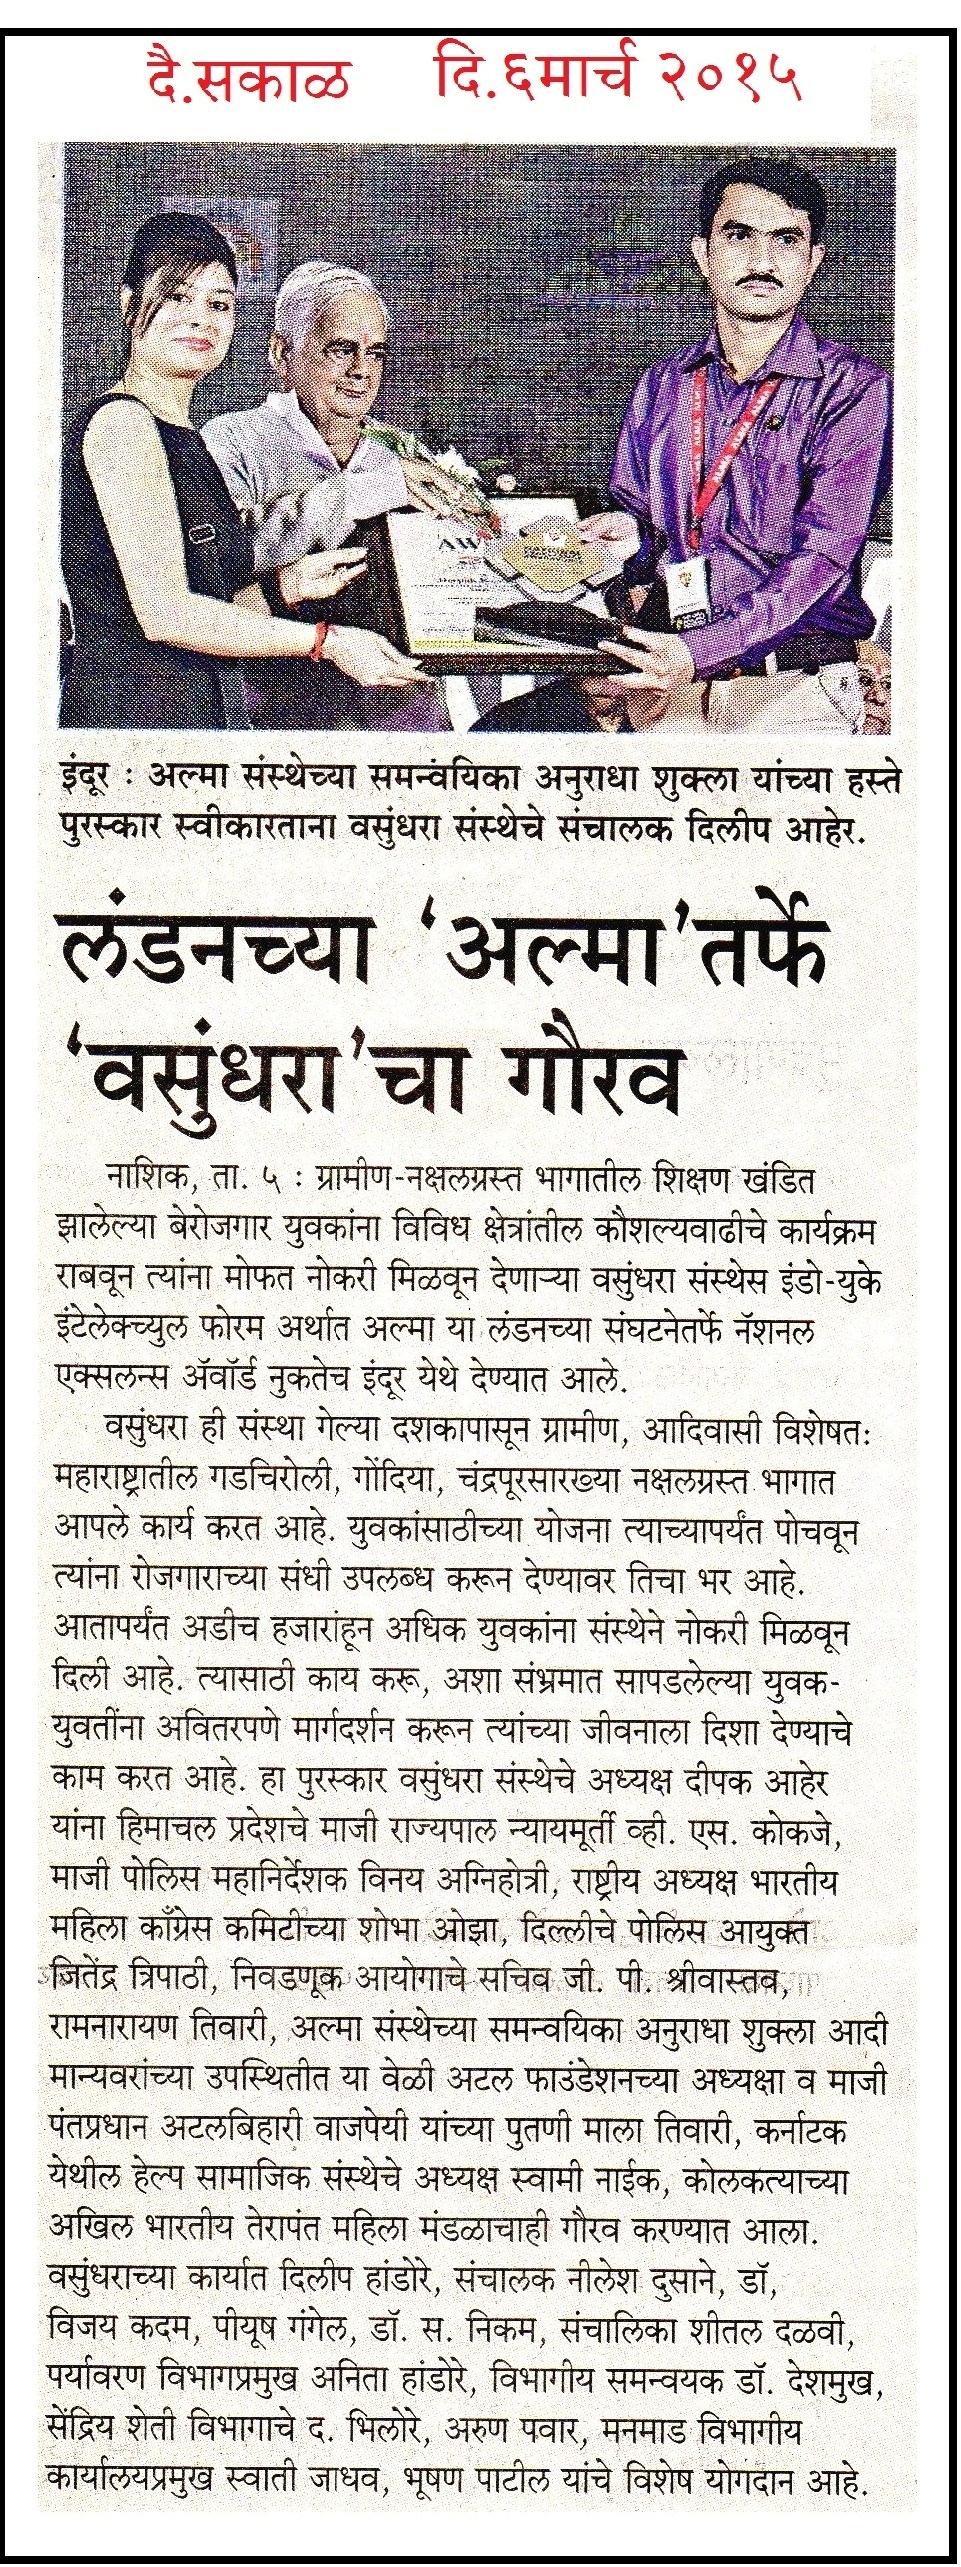 दै.सकाळ दि.६मार्च २०१५
AW
इंदूर : अल्मा संस्थेच्या समन्वयिका अनुराधा शुक्ला यांच्या हस्ते
पुरस्कार स्वीकारताना वसुंधरा संस्थेचे संचालक दिलीप आहेर.
लंडनच्या ‘अल्मा’तर्फे
‘वसुंधरा’चा गौरव
नाशिक, ता. ५ : ग्रामीण-नक्षलग्रस्त भागातील शिक्षण खंडित
झालेल्या बेरोजगार युवकांना विविध क्षेत्रांतील कौशल्यवाढीचे कार्यक्रम
राबवून त्यांना मोफत नोकरी मिळवून देणाऱ्या वसुंधरा संस्थेस इंडो-युके
इंटेलेक्च्युल फोरम अर्थात अल्मा या लंडनच्या संघटनेतर्फे नॅशनल
एक्सलन्स ॲवॉर्ड नुकतेच इंदूर येथे देण्यात आले.
वसुंधरा ही संस्था गेल्या दशकापासून ग्रामीण, आदिवासी विशेषतः
महाराष्ट्रातील गडचिरोली, गोंदिया, चंद्रपूरसारख्या नक्षलग्रस्त भागात
आपले कार्य करत आहे. युवकांसाठीच्या योजना त्याच्यापर्यंत पोचवून
त्यांना रोजगाराच्या संधी उपलब्ध करून देण्यावर तिचा भर आहे.
आतापर्यंत अडीच हजारांहून अधिक युवकांना संस्थेने नोकरी मिळवून
दिली आहे. त्यासाठी काय करू, अशा संभ्रमात सापडलेल्या युवक-
युवतींना अवितरपणे मार्गदर्शन करून त्यांच्या जीवनाला दिशा देण्याचे
काम करत आहे. हा पुरस्कार वसुंधरा संस्थेचे अध्यक्ष दीपक आहेर
यांना हिमाचल प्रदेशचे माजी राज्यपाल न्यायमूर्ती व्ही. एस. कोकजे,
माजी पोलिस महानिर्देशक विनय अग्निहोत्री, राष्ट्रीय अध्यक्ष भारतीय
महिला काँग्रेस कमिटीच्या शोभा ओझा, दिल्लीचे पोलिस आयुक्त
जितेंद्र त्रिपाठी, निवडणूक आयोगाचे सचिव जी. पी. श्रीवास्तव,
रामनारायण तिवारी, अल्मा संस्थेच्या समन्वयिका अनुराधा शुक्ला आदी
मान्यवरांच्या उपस्थितीत या वेळी अटल फाउंडेशनच्या अध्यक्षा व माजी
पंतप्रधान अटलबिहारी वाजपेयी यांच्या पुतणी माला तिवारी, कर्नाटक
येथील हेल्प सामाजिक संस्थेचे अध्यक्ष स्वामी नाईक, कोलकत्याच्या
अखिल भारतीय तेरापंत महिला मंडळाचाही गौरव करण्यात आला.
वसुंधराच्या कार्यात दिलीप हांडोरे, संचालक नीलेश दुसाने, डॉ,
विजय कदम, पीयूष गंगेल, डॉ. स. निकम, संचालिका शीतल दळवी,
पर्यावरण विभागप्रमुख अनिता हांडोरे, विभागीय समन्वयक डॉ. देशमुख,
सेंद्रिय शेती विभागाचे द. भिलोरे, अरुण पवार, मनमाड विभागीय
कार्यालयप्रमुख स्वाती जाधव, भूषण पाटील यांचे विशेष योगदान आहे.